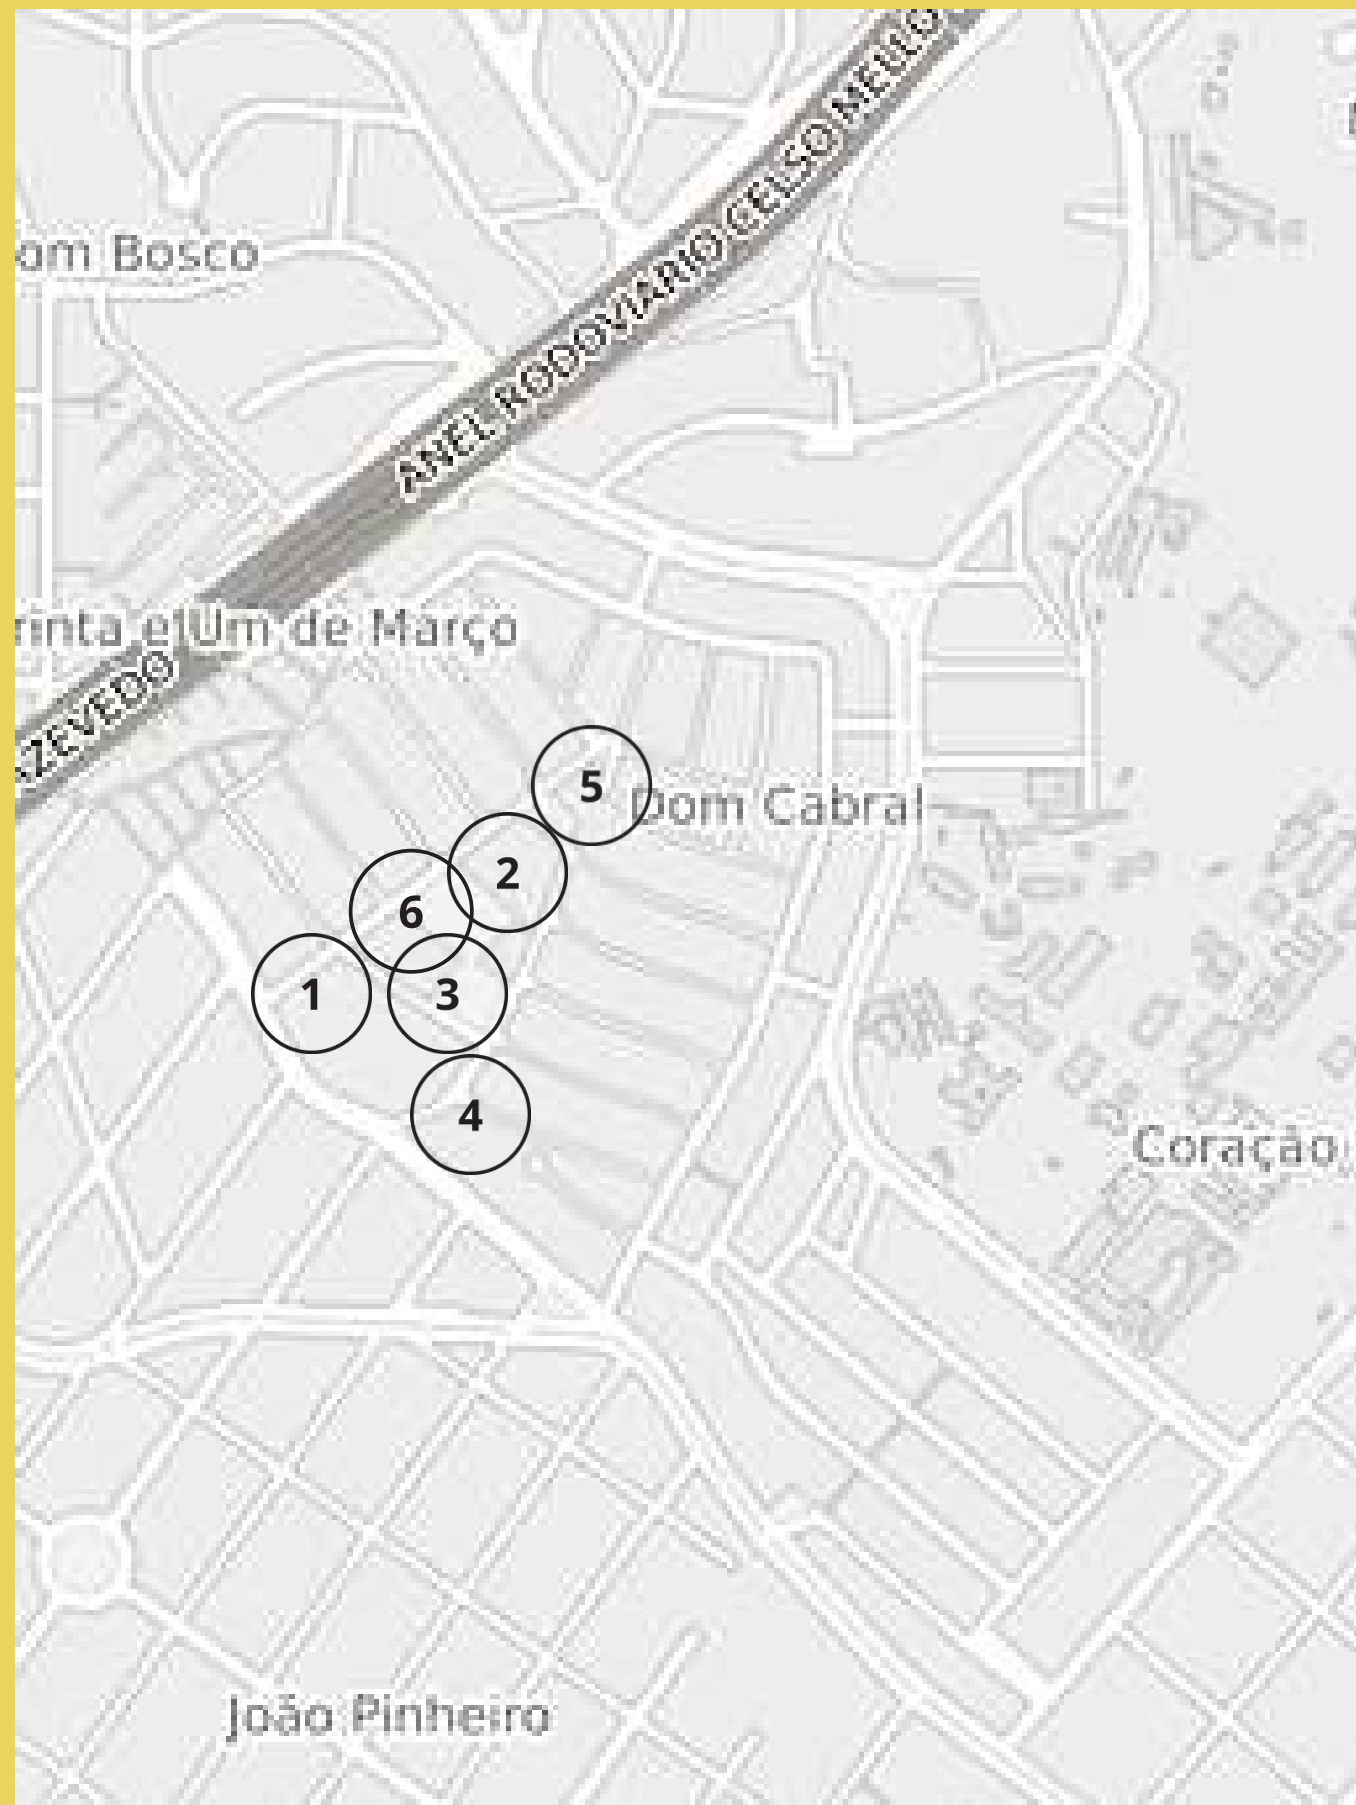 ANEL RODOVIÁRIO CELSO MELLO
om Bosco
rinta e Um de Março
AZEVEDO
5
Dom Cabral
2
6
1
3
4
Coração
João Pinheiro